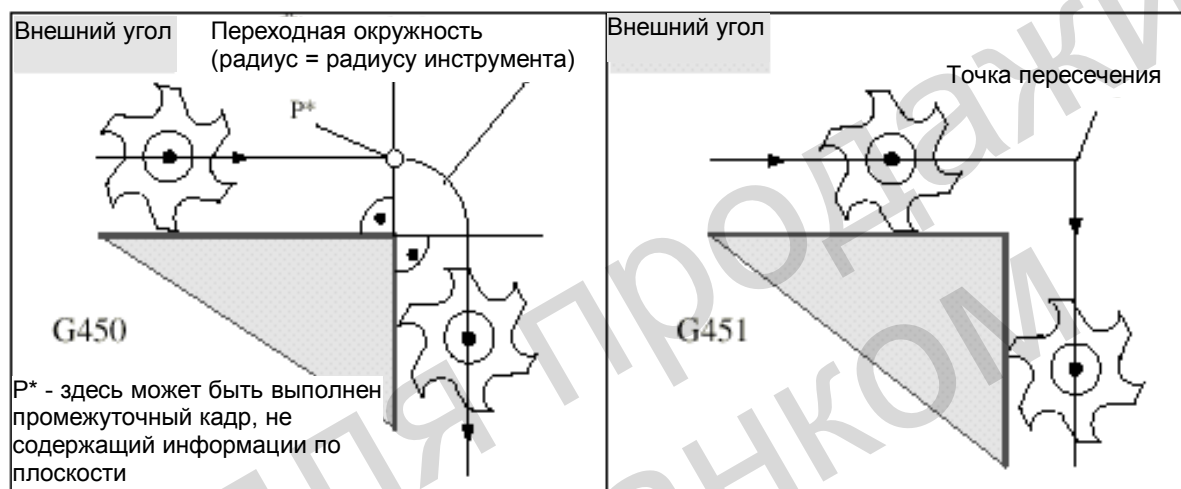 Внешний угол
Переходная окружность
(радиус = радиусу инструмента)
P*
G450
P* - здесь может быть выполнен
промежуточный кадр, не
содержащий информации по
плоскости
Внешний угол
Точка пересечения
G451